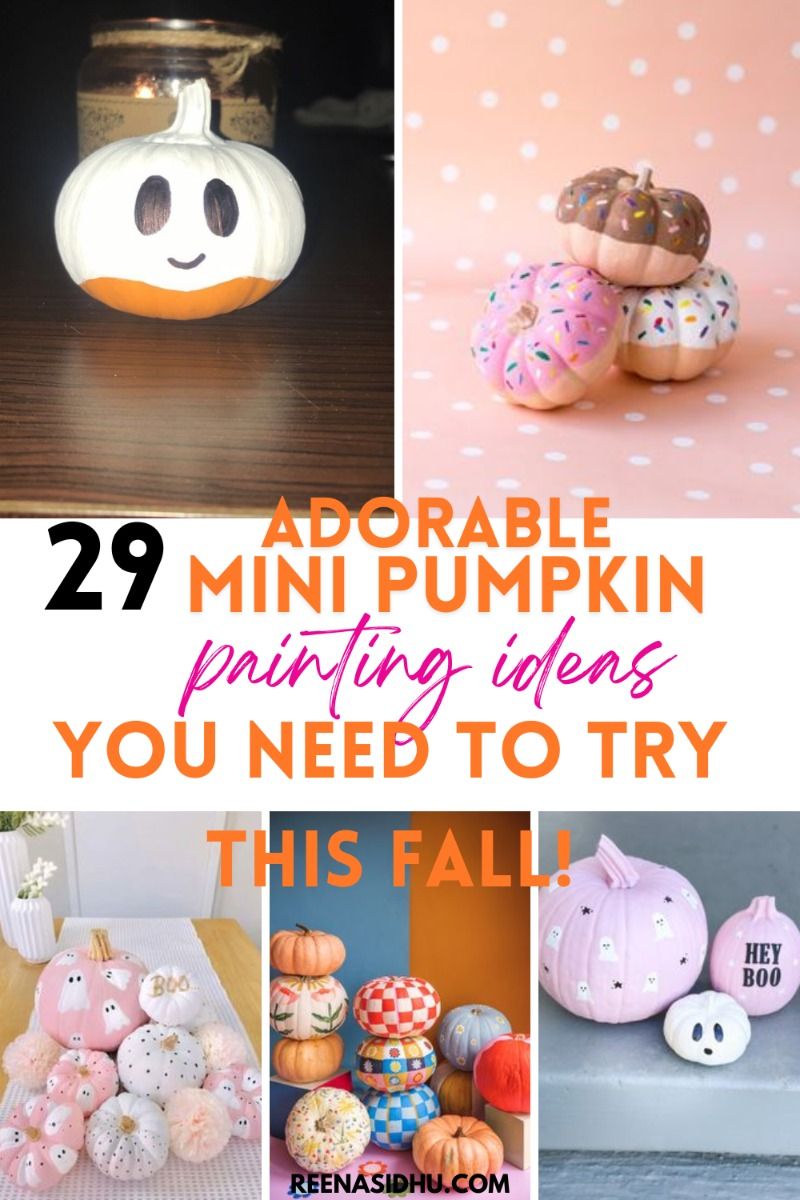 29 ADORABLE
MINI PUMPKIN
painting ideas
YOU NEED TO TRY
THIS FALL!
BOO
HEY
BOO
REENASIDHU.COM